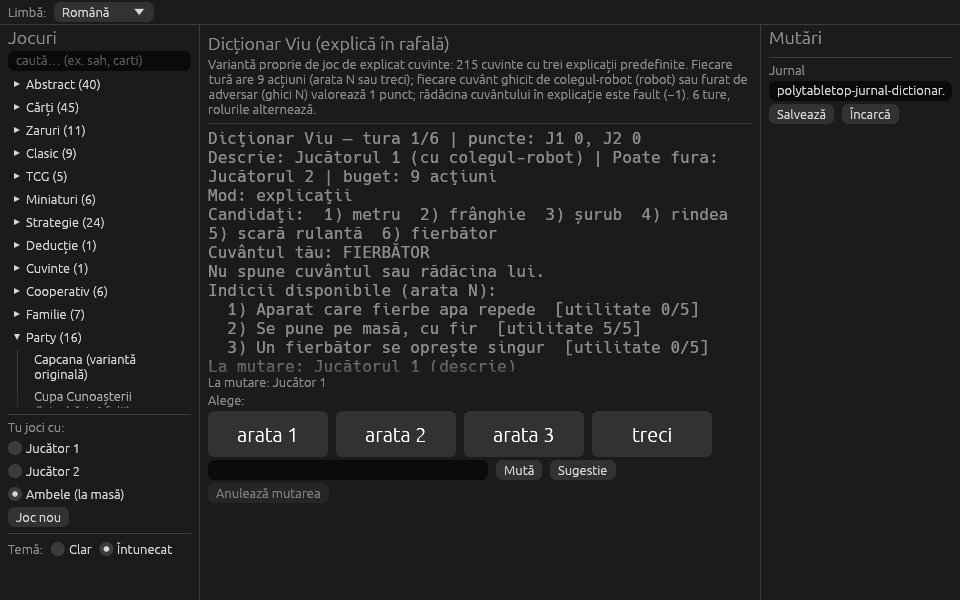 Limbă: Română
Jocuri
caută... (ex. sah, carti)
Abstract (40)
Cărți (45)
Zaruri (11)
Clasic (9)
TCG (5)
Miniaturi (6)
Strategie (24)
Deducție (1)
Cuvinte (1)
Cooperativ (6)
Familie (7)
Party (16)
Capcana (variantă
originală)
Cupa Cunoașterii
Tu joci cu:
Jucător 1
Jucător 2
Ambele (la masă)
Joc nou
Temă: Clar Întunecat
Dicționar Viu (explică în rafală)
Variantă proprie de joc de explicat cuvinte: 215 cuvinte cu trei explicații predefinite. Fiecare
tură are 9 acțiuni (arata N sau treci); fiecare cuvânt ghicit de colegul-robot (robot) sau furat de
adversar (ghici N) valorează 1 punct; rădăcina cuvântului în explicație este fault (−1). 6 ture,
rolurile alternează.
Dicționar Viu — tura 1/6 | puncte: J1 0, J2 0
Descrie: Jucătorul 1 (cu colegul-robot) | Poate fura:
Jucătorul 2 | buget: 9 acțiuni
Mod: explicații
Candidați:  1) metru  2) frânghie  3) șurub  4) rindea
5) scară rulantă  6) fierbător
Cuvântul tău: FIERBĂTOR
Nu spune cuvântul sau rădăcina lui.
Indicii disponibile (arata N):
1) Aparat care fierbe apa repede  [utilitate 0/5]
2) Se pune pe masă, cu fir  [utilitate 5/5]
3) Un fierbător se oprește singur  [utilitate 0/5]
La mutare: Jucătorul 1 (descrie)
La mutare: Jucător 1
Alege:
arata 1 arata 2 arata 3 treci
Mută Sugestie
Anulează mutarea
Mutări
Jurnal
polytabletop-jurnal-dictionar.
Salvează Încarcă